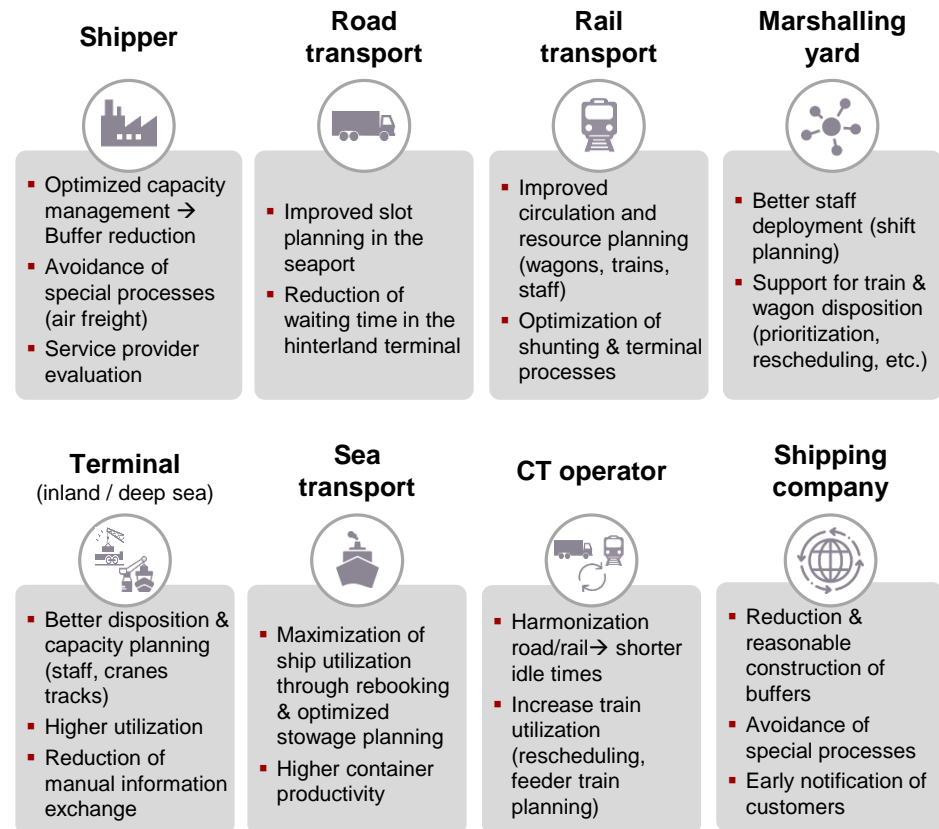 Shipper
▪ Optimized capacity
management →
Buffer reduction
▪ Avoidance of
special processes
(air freight)
▪ Service provider
evaluation
Road
transport
▪ Improved slot
planning in the
seaport
▪ Reduction of
waiting time in the
hinterland terminal
Rail
transport
▪ Improved
circulation and
resource planning
(wagons, trains,
staff)
▪ Optimization of
shunting & terminal
processes
Marshalling
yard
▪ Better staff
deployment (shift
planning)
▪ Support for train &
wagon disposition
(prioritization,
rescheduling, etc.)
Terminal
(inland / deep sea)
▪ Better disposition &
capacity planning
(staff, cranes
tracks)
▪ Higher utilization
▪ Reduction of
manual information
exchange
Sea
transport
▪ Maximization of
ship utilization
through rebooking
& optimized
stowage planning
▪ Higher container
productivity
CT operator
▪ Harmonization
road/rail→ shorter
idle times
▪ Increase train
utilization
(rescheduling,
feeder train
planning)
Shipping
company
▪ Reduction &
reasonable
construction of
buffers
▪ Avoidance of
special processes
▪ Early notification of
customers